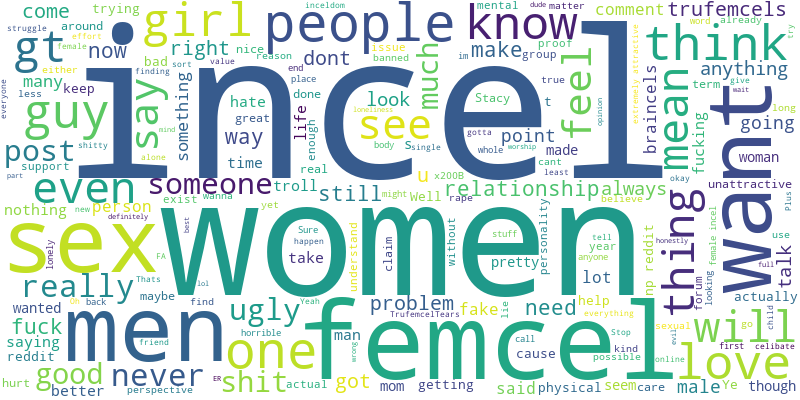 inceldom
dude matter
come trying
struggle around
effort
female
girl people know
mental
comment trufemcels
word already
gt now right nice
bad reason
issue
banned
im
proof
dont make group
think
either finding sort value end place
many less keep
incel
everyone
something hate great done
look Stacy true
much feel
t
extremely attractive
anything
term give wait
try
long
guy say
shitty
mind alone
way time life enough
loneliness
see point
gotta
opinion
body Single whole worship
mean braincels fucking
going
woman
want
post support
part
troll real
u x200B
made cant least
okay
unattractive
even someone still
might Well rape
relationship always
believe
Plus
nothing new person
definitely
exist wanna yet
thing
female incel
use
talk
sex women
lonely
best
FA
Thats
lol
Sure happen take
understand
claim without
stuff pretty
personality
tell year anyone
lot
np reddit
honestly
forum looking
full
actually
really
wanted
maybe
oh back find
Yeah
ugly problem fake
TrufemcelTears
lie
need help
everything
sexual
evil
go
child
will
fuck saying
reddit
men
friend
horrible
one man
wrong
femcel
call cause
Stop kind possible
online
first celibate
love
hurt good better
perspective
never
ER
shit actual got mom getting said physical seem care male Ye though